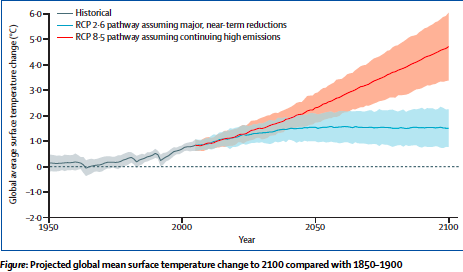 Historical
RCP 2·6 pathway assuming major, near-term reductions
RCP 8·5 pathway assuming continuing high emissions
Global average surface temperature change (°C)
6·0
5·0
4·0
3·0
2·0
1·0
0
–1·0
–2·0
1950
2000
2050
2100
Year
Figure: Projected global mean surface temperature change to 2100 compared with 1850–1900